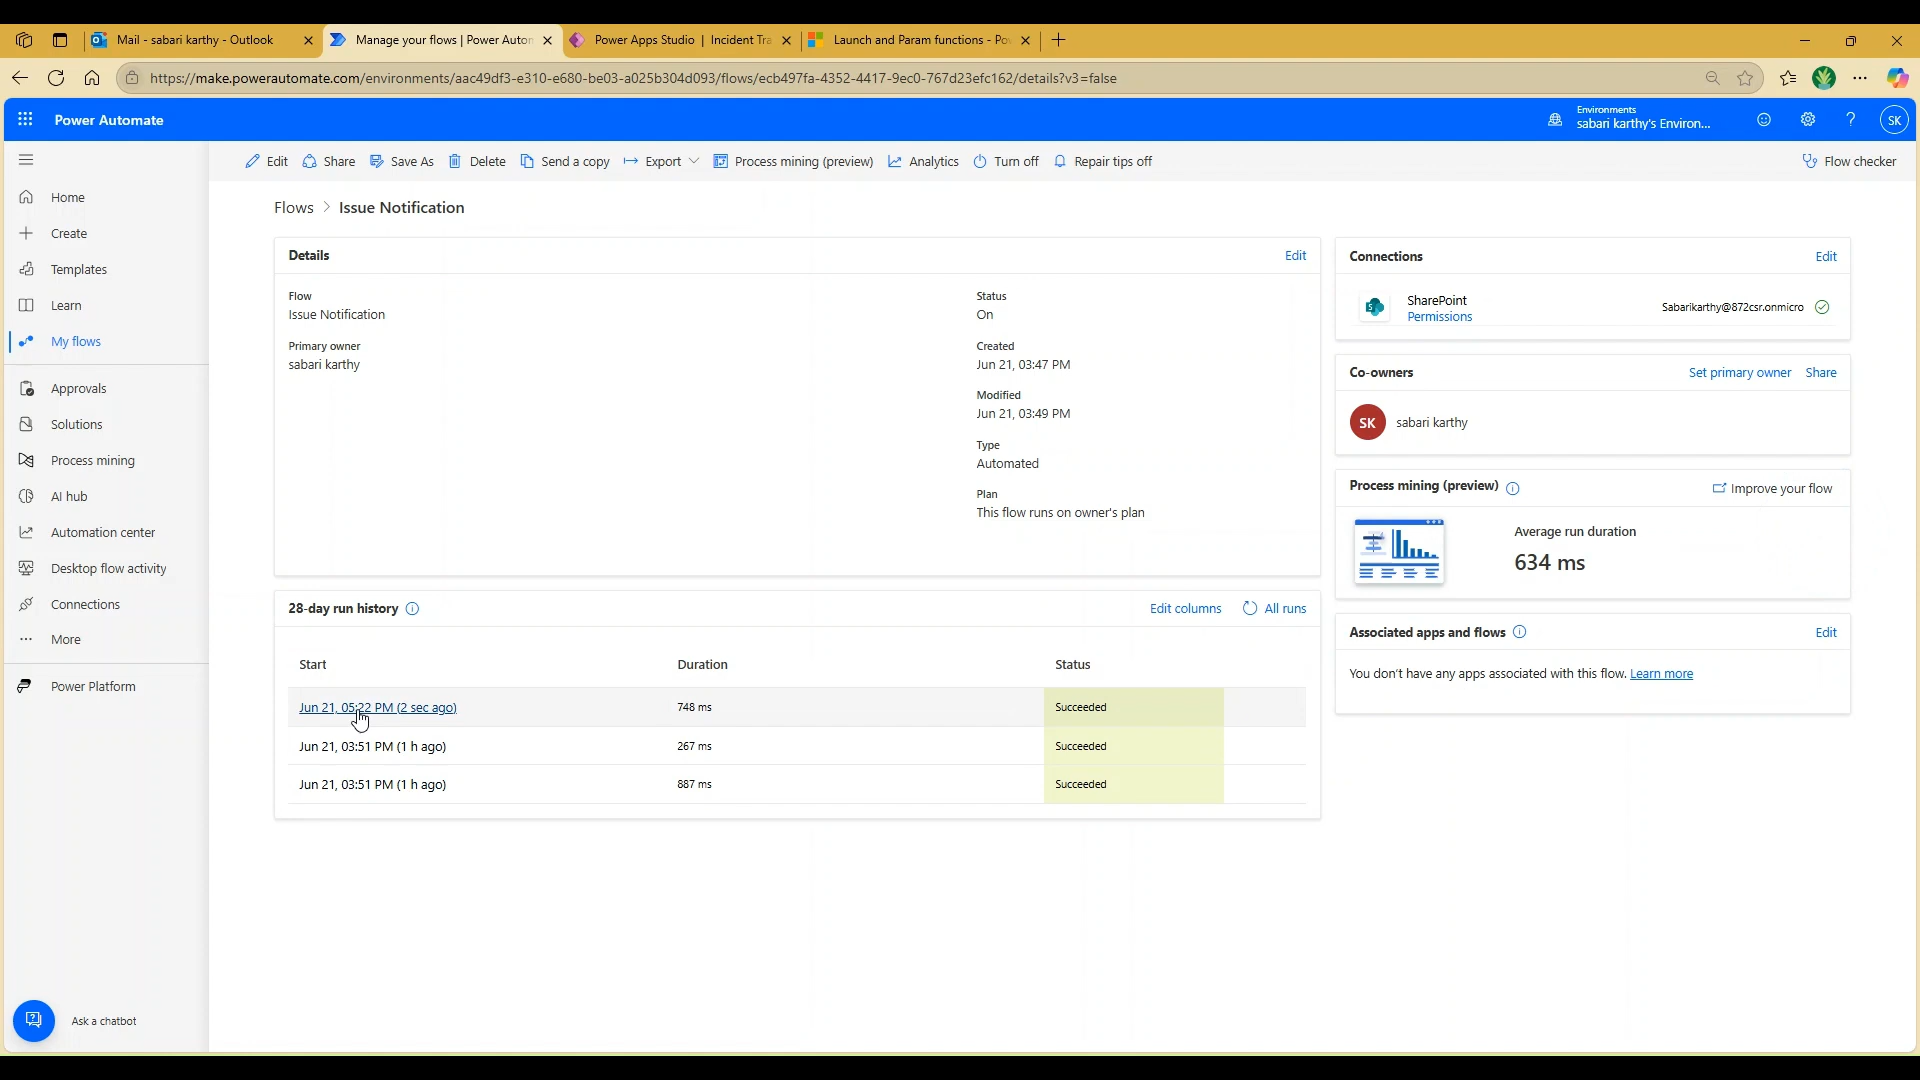 Mail - sabari karthy - Outlook
Manage your flows | Power Autom
Power Apps Studio | Incident Tra
Launch and Param functions - Po
https://make.powerautomate.com/environments/aac49df3-e310-e680-be03-a025b304d093/flows/ecb497fa-4352-4417-9ec0-767d23efc162/details?v3=false
Power Automate
Environments
sabari karthy's Environ...
SK
Edit
Share
Save As
Delete
Send a copy
Export
Process mining (preview)
Analytics
Turn off
Repair tips off
Flow checker
Home
Create
Templates
Learn
My flows
Approvals
Solutions
Process mining
AI hub
Automation center
Desktop flow activity
Connections
More
Power Platform
Ask a chatbot
Flows > Issue Notification
Details
Edit
Flow
Issue Notification
Primary owner
sabari karthy
Status
On
Created
Jun 21, 03:47 PM
Modified
Jun 21, 03:49 PM
Type
Automated
Plan
This flow runs on owner's plan
28-day run history
Edit columns
All runs
Start Duration Status
Jun 21, 05:22 PM (2 sec ago) 748 ms Succeeded
Jun 21, 03:51 PM (1 h ago) 267 ms Succeeded
Jun 21, 03:51 PM (1 h ago) 887 ms Succeeded
Connections
Edit
SharePoint
Permissions
Sabarikarthy@872csr.onmicro
Co-owners
Set primary owner
Share
SK
sabari karthy
Process mining (preview)
Improve your flow
Average run duration
634 ms
Associated apps and flows
Edit
You don't have any apps associated with this flow. Learn more